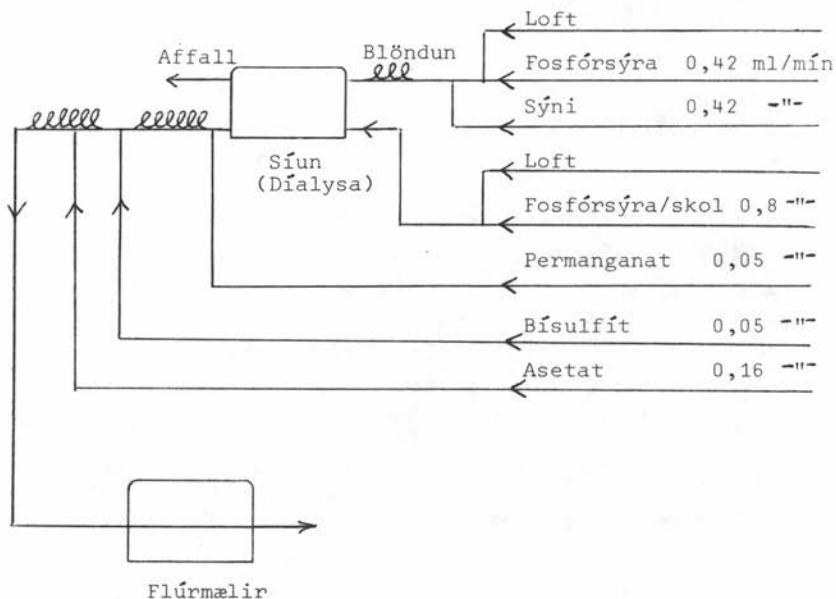 Loft
Affall
Blöndun
Fosfórsýra 0,42 ml/mín
Sýni 0,42 -"-
Síun
(Díalysa)
Loft
Fosfórsýra/skol 0,8 -"-
Permanganat 0,05 -"-
Bísulfít 0,05 -"-
Asetat 0,16 -"-
Flúrmælir